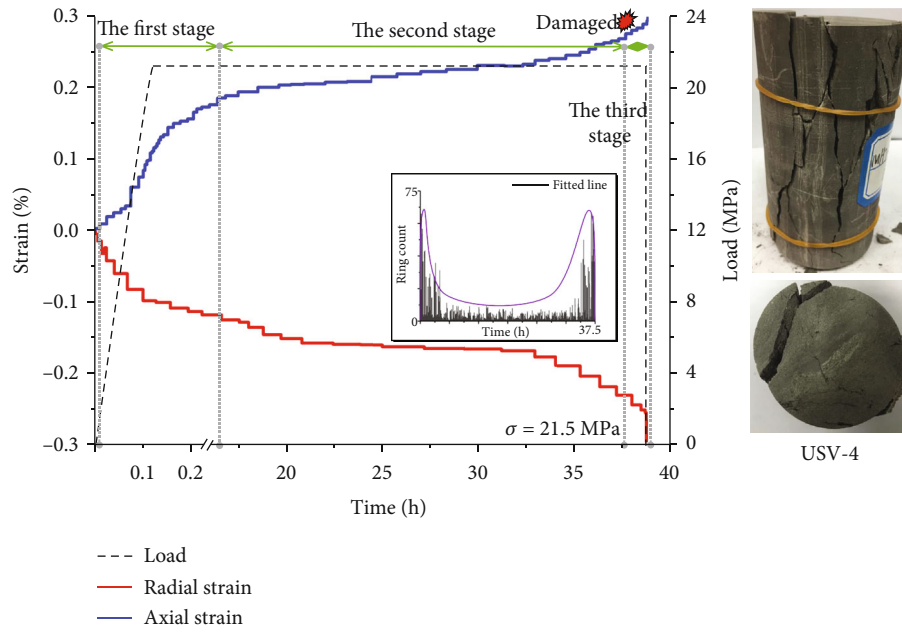 0.3
0.2
0.1
0.0
−0.1
−0.2
−0.3
Strain (%)
The first stage
The second stage
Damaged
The third
stage
75
0
Ring count
Fitted line
Time (h)
37.5
σ = 21.5 MPa
24
20
16
12
8
4
0
Load (MPa)
0.1
0.2
20
25
30
35
40
Time (h)
Load
Radial strain
Axial strain
USV-4